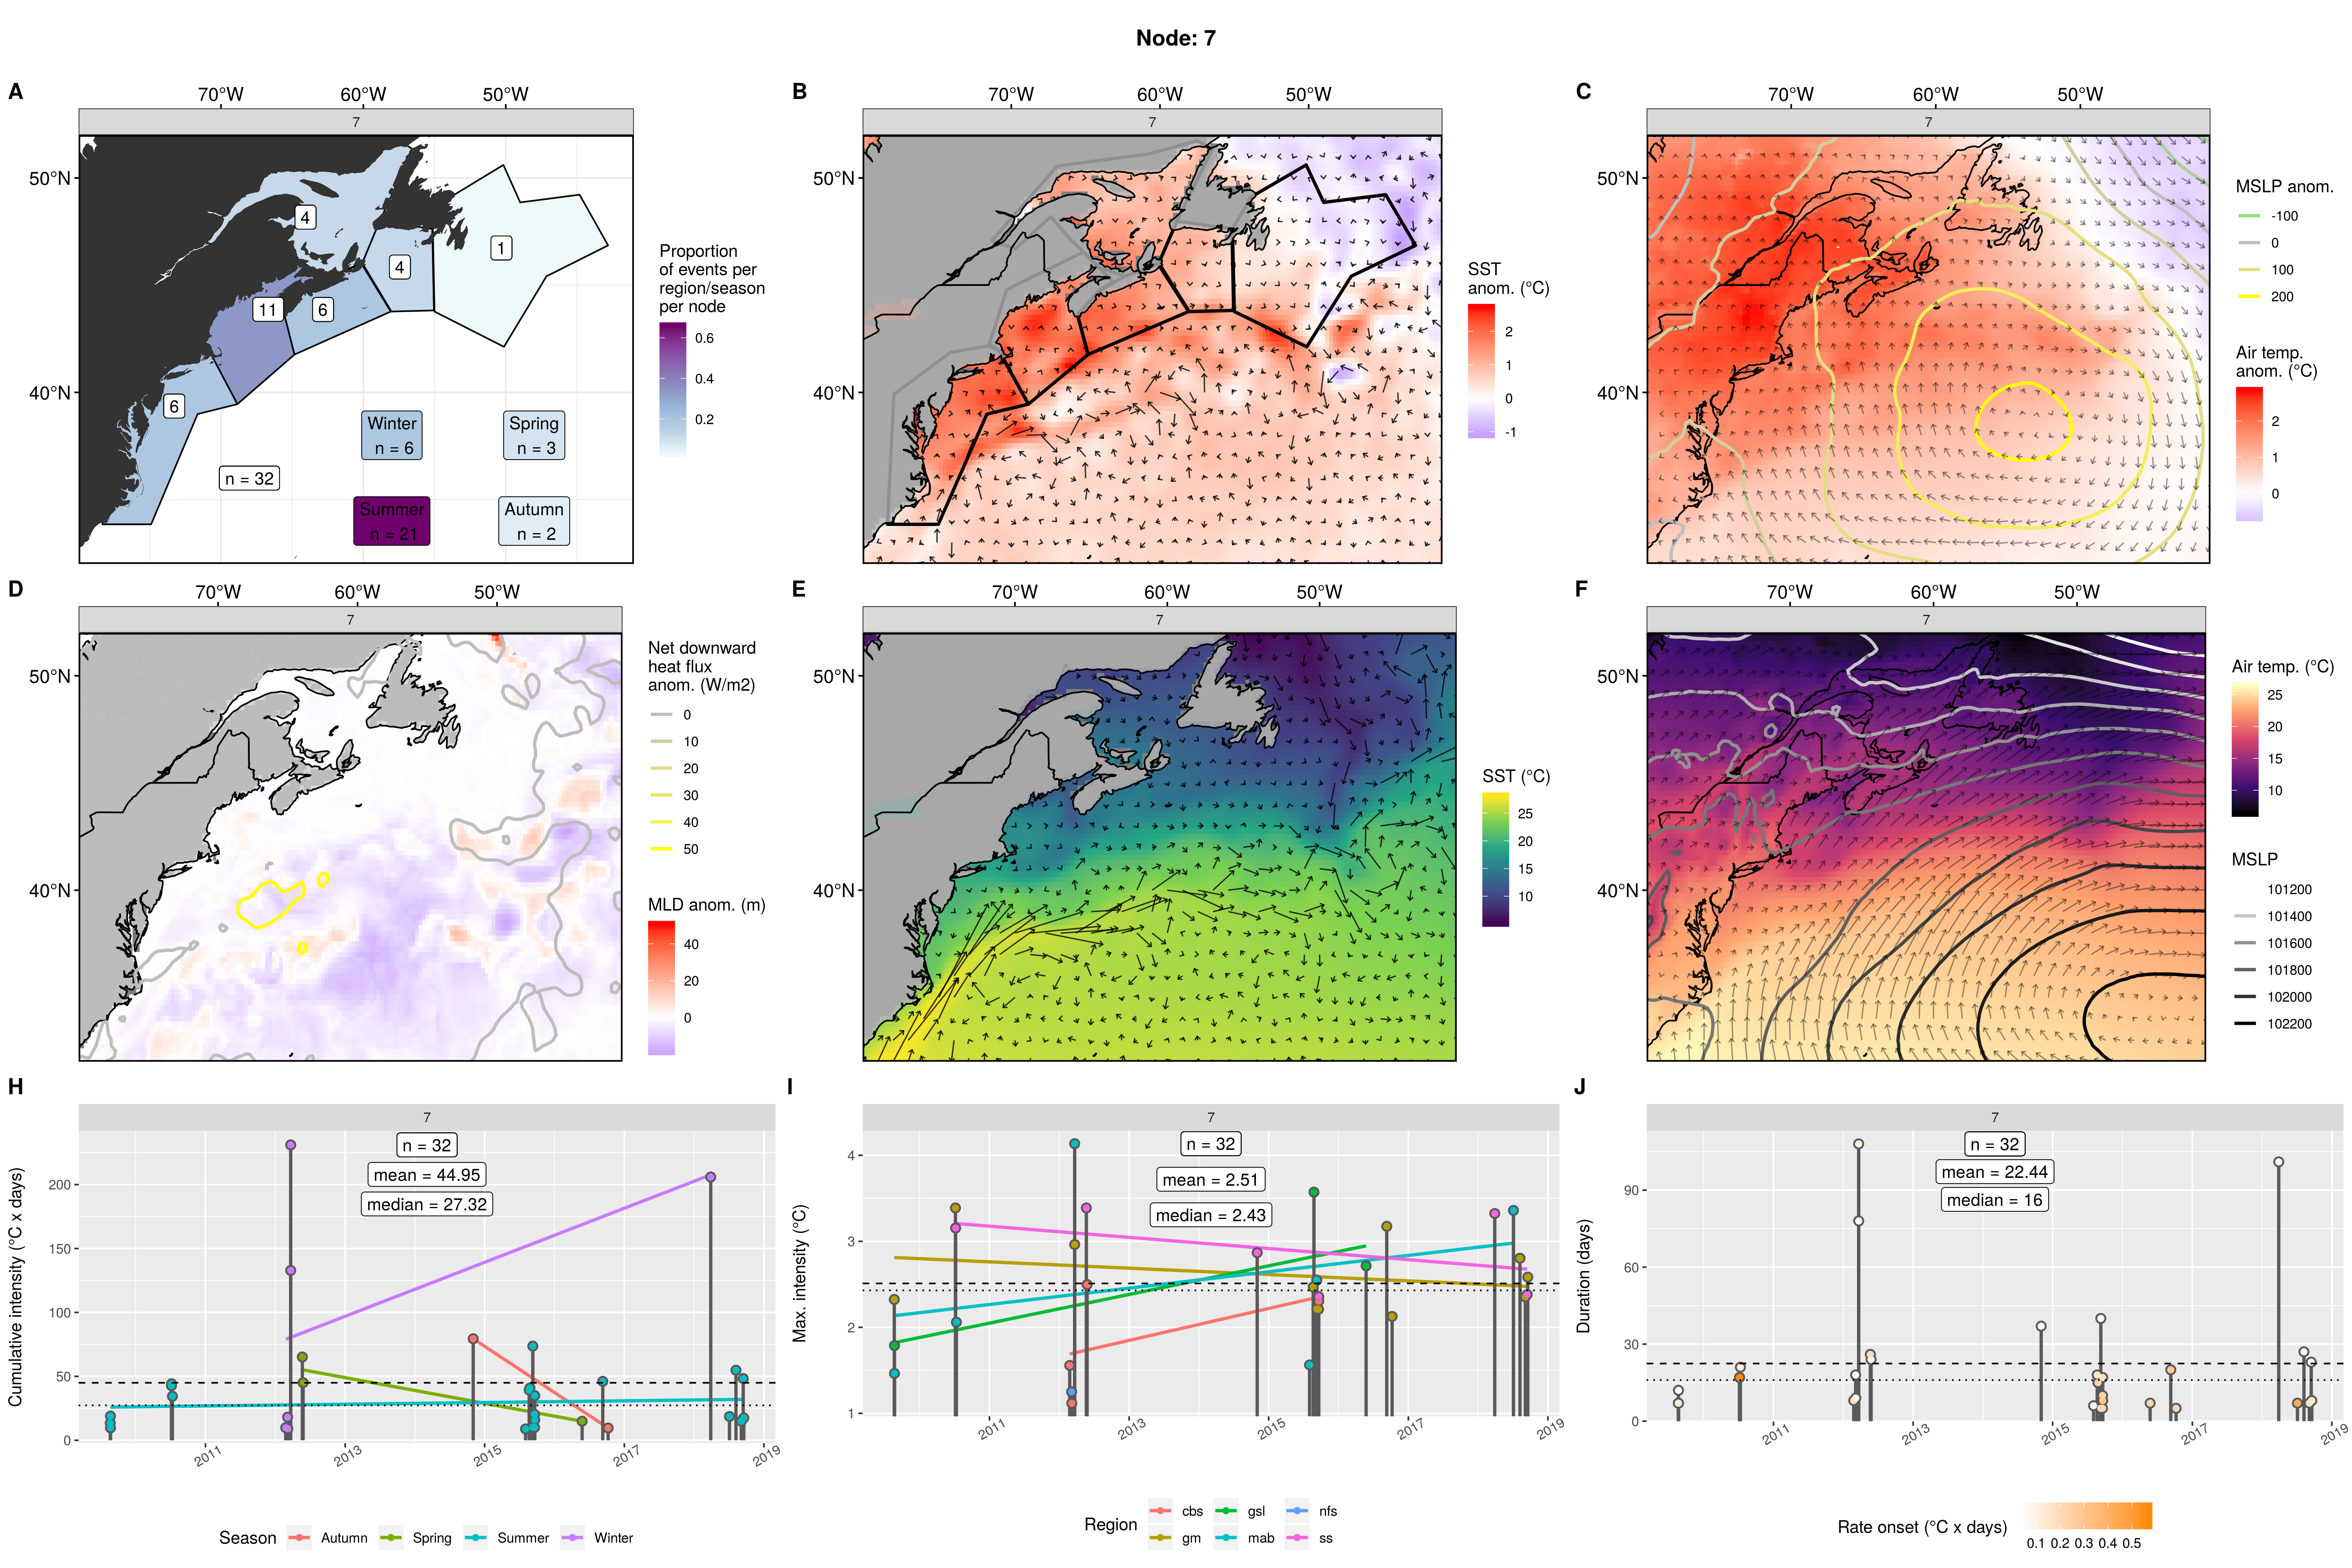 Node: 7
A
70°W 60°W 50°W
7
50°N
40°N
4
4
1
11
6
6
n = 32
Winter
n = 6
Spring
n = 3
Summer
n = 21
Autumn
n = 2
Proportion
of events per
region/season
per node
0.6
0.4
0.2
B
70°W 60°W 50°W
7
50°N
40°N
SST
anom. (°C)
2
1
0
-1
C
70°W 60°W 50°W
7
50°N
40°N
MSLP anom.
-100
0
100
200
Air temp.
anom. (°C)
2
1
0
D
70°W 60°W 50°W
7
50°N
40°N
Net downward
heat flux
anom. (W/m2)
0
10
20
30
40
50
MLD anom. (m)
40
20
0
E
70°W 60°W 50°W
7
50°N
40°N
SST (°C)
25
20
15
10
F
70°W 60°W 50°W
7
50°N
40°N
Air temp. (°C)
25
20
15
10
MSLP
101200
101400
101600
101800
102000
102200
H
7
n = 32
mean = 44.95
median = 27.32
Cumulative intensity (°C x days)
200
150
100
50
0
2011 2013 2015 2017 2019
Season Autumn Spring Summer Winter
I
7
n = 32
mean = 2.51
median = 2.43
Max. intensity (°C)
4
3
2
1
2011 2013 2015 2017 2019
Region
cbs gsl nfs
gm mab ss
J
7
n = 32
mean = 22.44
median = 16
Duration (days)
90
60
30
0
2011 2013 2015 2017 2019
Rate onset (°C x days)
0.1 0.2 0.3 0.4 0.5